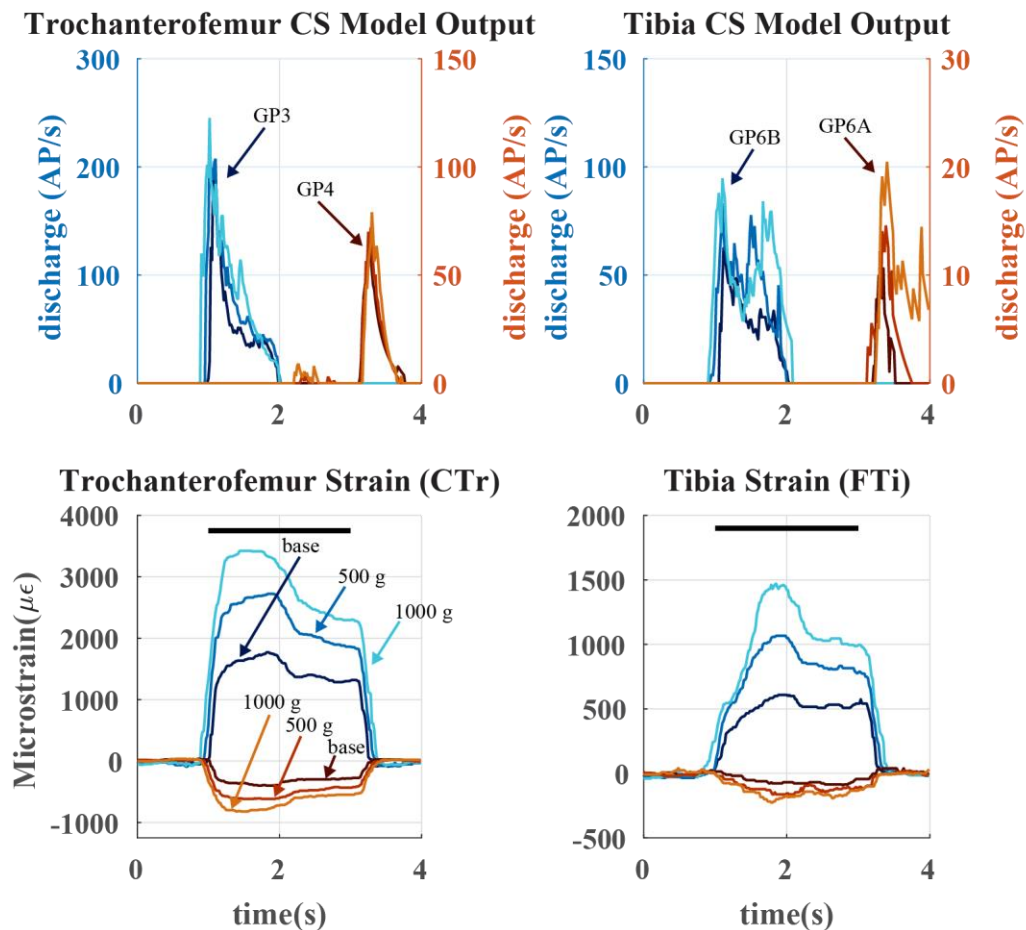 Trochanterofemur CS Model Output
300
200
100
0
discharge (AP/s)
150
100
50
0
discharge (AP/s)
GP3
GP4
0 2 4
Tibia CS Model Output
150
100
50
0
discharge (AP/s)
30
20
10
0
discharge (AP/s)
GP6B
GP6A
0 2 4
Trochanterofemur Strain (CTr)
4000
3000
2000
1000
0
-1000
Microstrain(με)
base
500 g
1000 g
1000 g
500 g
base
0 2 4
time(s)
Tibia Strain (FTi)
2000
1500
1000
500
0
-500
0 2 4
time(s)